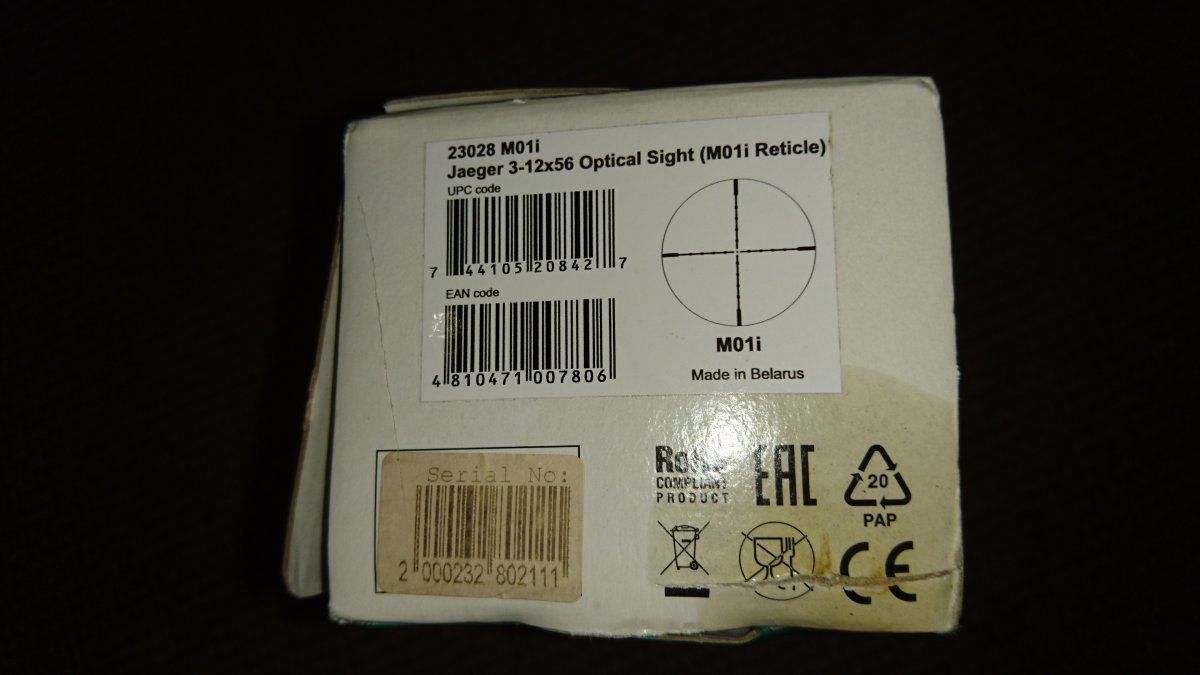 23028 M01i
Jaeger 3-12x56 Optical Sight (M01i Reticle)
UPC code
7 44105 20842 7
EAN code
4 810471 007806
M01i
Made in Belarus
Serial No:
2 000232 802111
RoHS
COMPLIANT
PRODUCT
EAC
20
PAP
CE